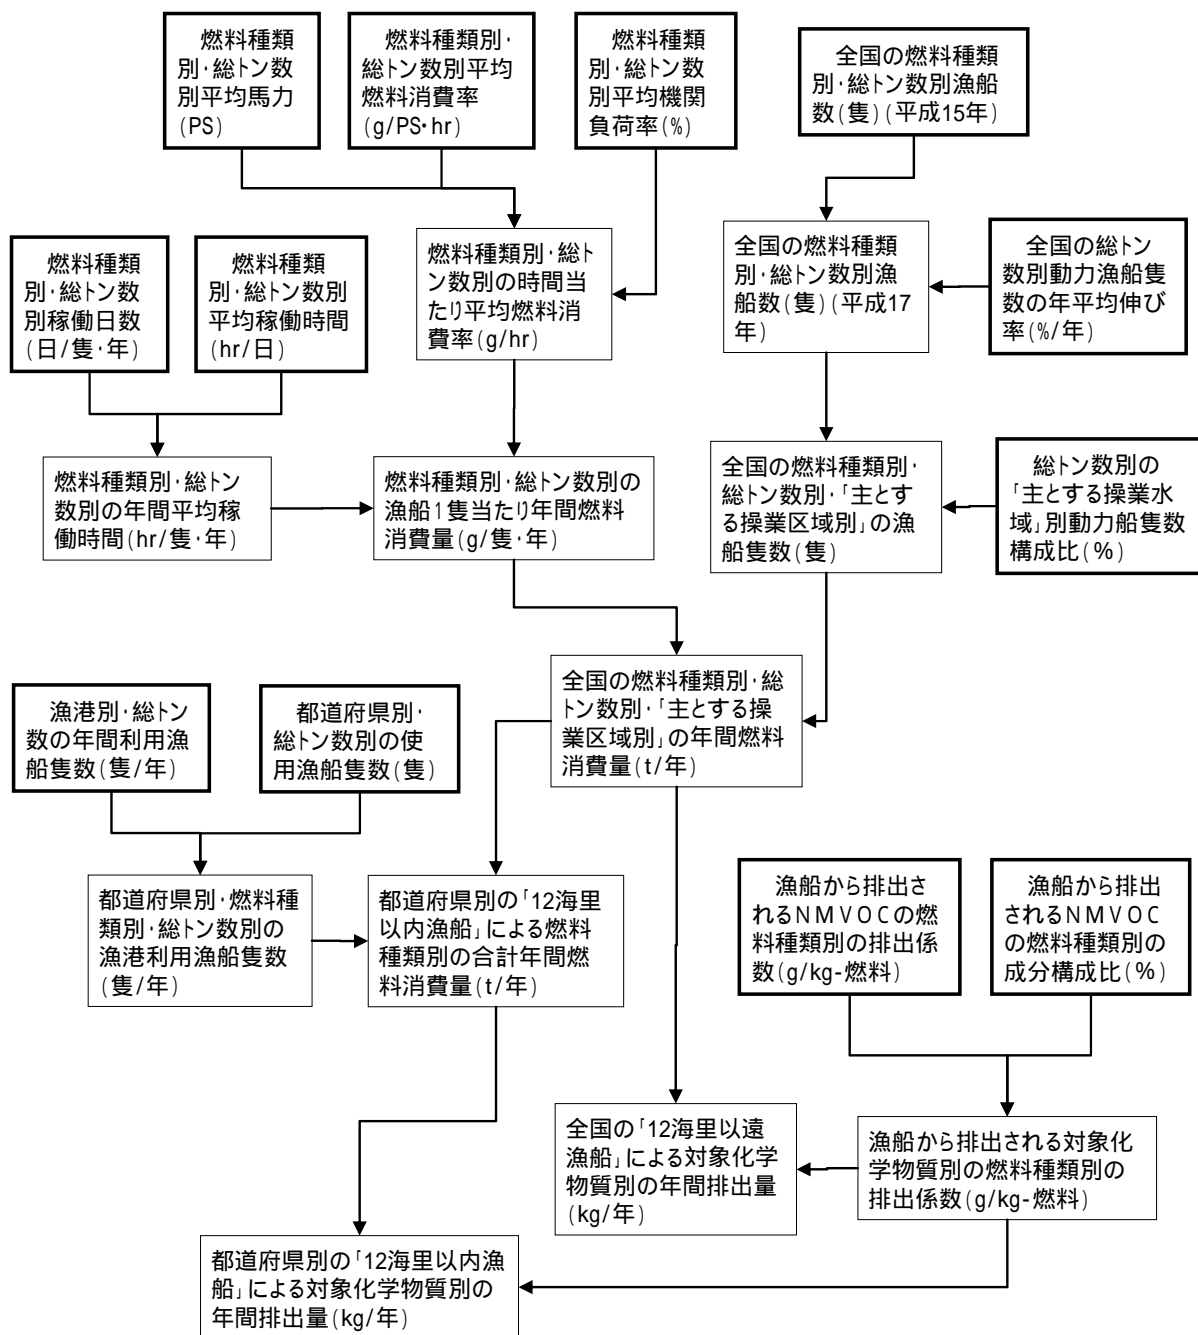 燃料種類
別・総トン数
別平均馬力
(PS)
燃料種類別・
総トン数別平均
燃料消費率
(g/PS・hr)
燃料種類
別・総トン数
別平均機関
負荷率(%)
全国の燃料種類
別・総トン数別漁船
数(隻)(平成15年)
燃料種類
別・総トン数
別稼働日数
(日/隻・年)
燃料種類
別・総トン数別
平均稼働時間
(hr/日)
燃料種類別・総ト
ン数別の時間当
たり平均燃料消
費率(g/hr)
全国の燃料種類
別・総トン数別漁
船数(隻)(平成17
年)
全国の総トン
数別動力漁船隻
数の年平均伸び
率(%/年)
燃料種類別・総トン
数別の年間平均稼
働時間(hr/隻・年)
燃料種類別・総トン数別の
漁船1隻当たり年間燃料
消費量(g/隻・年)
全国の燃料種類別・
総トン数別・「主とす
る操業区域別」の漁
船隻数(隻)
総トン数別の
「主とする操業水
域」別動力船隻数
構成比(%)
漁港別・総トン
数の年間利用漁
船隻数(隻/年)
都道府県別・
総トン数別の使
用漁船隻数(隻)
全国の燃料種類別・総
トン数別・「主とする操
業区域別」の年間燃料
消費量(t/年)
都道府県別・燃料種
類別・総トン数別の
漁港利用漁船隻数
(隻/年)
都道府県別の「12海里
以内漁船」による燃料
種類別の合計年間燃
料消費量(t/年)
漁船から排出さ
れるNMVOCの燃
料種類別の排出係
数(g/kg-燃料)
漁船から排出
されるNMVOC
の燃料種類別の
成分構成比(%)
全国の「12海里以遠
漁船」による対象化学
物質別の年間排出量
(kg/年)
漁船から排出される対象化
学物質別の燃料種類別の
排出係数(g/kg-燃料)
都道府県別の「12海里以内漁
船」による対象化学物質別の
年間排出量(kg/年)